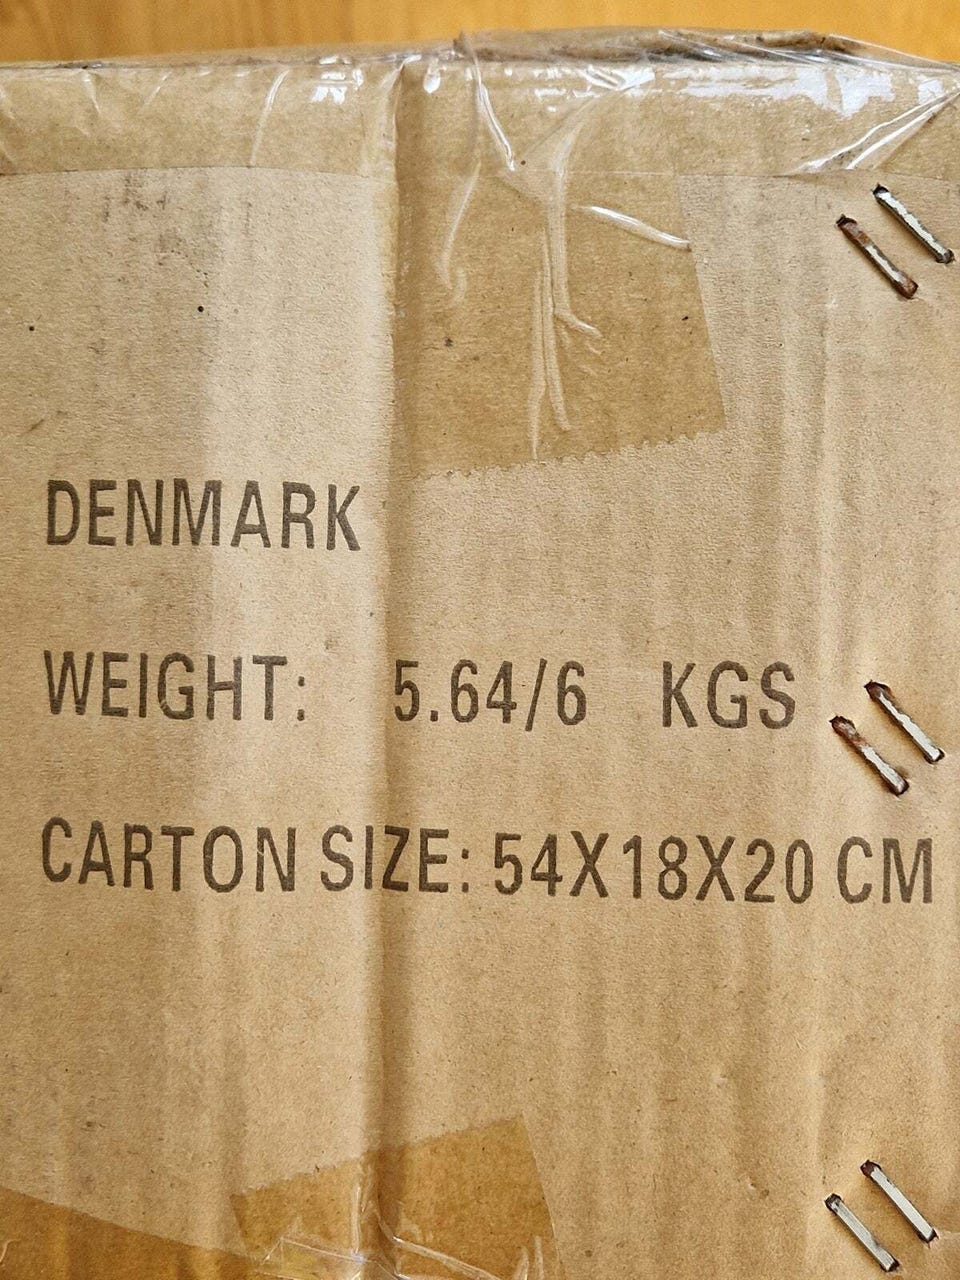 DENMARK
WEIGHT: 5.64/6 KGS
CARTON SIZE: 54X18X20 CM